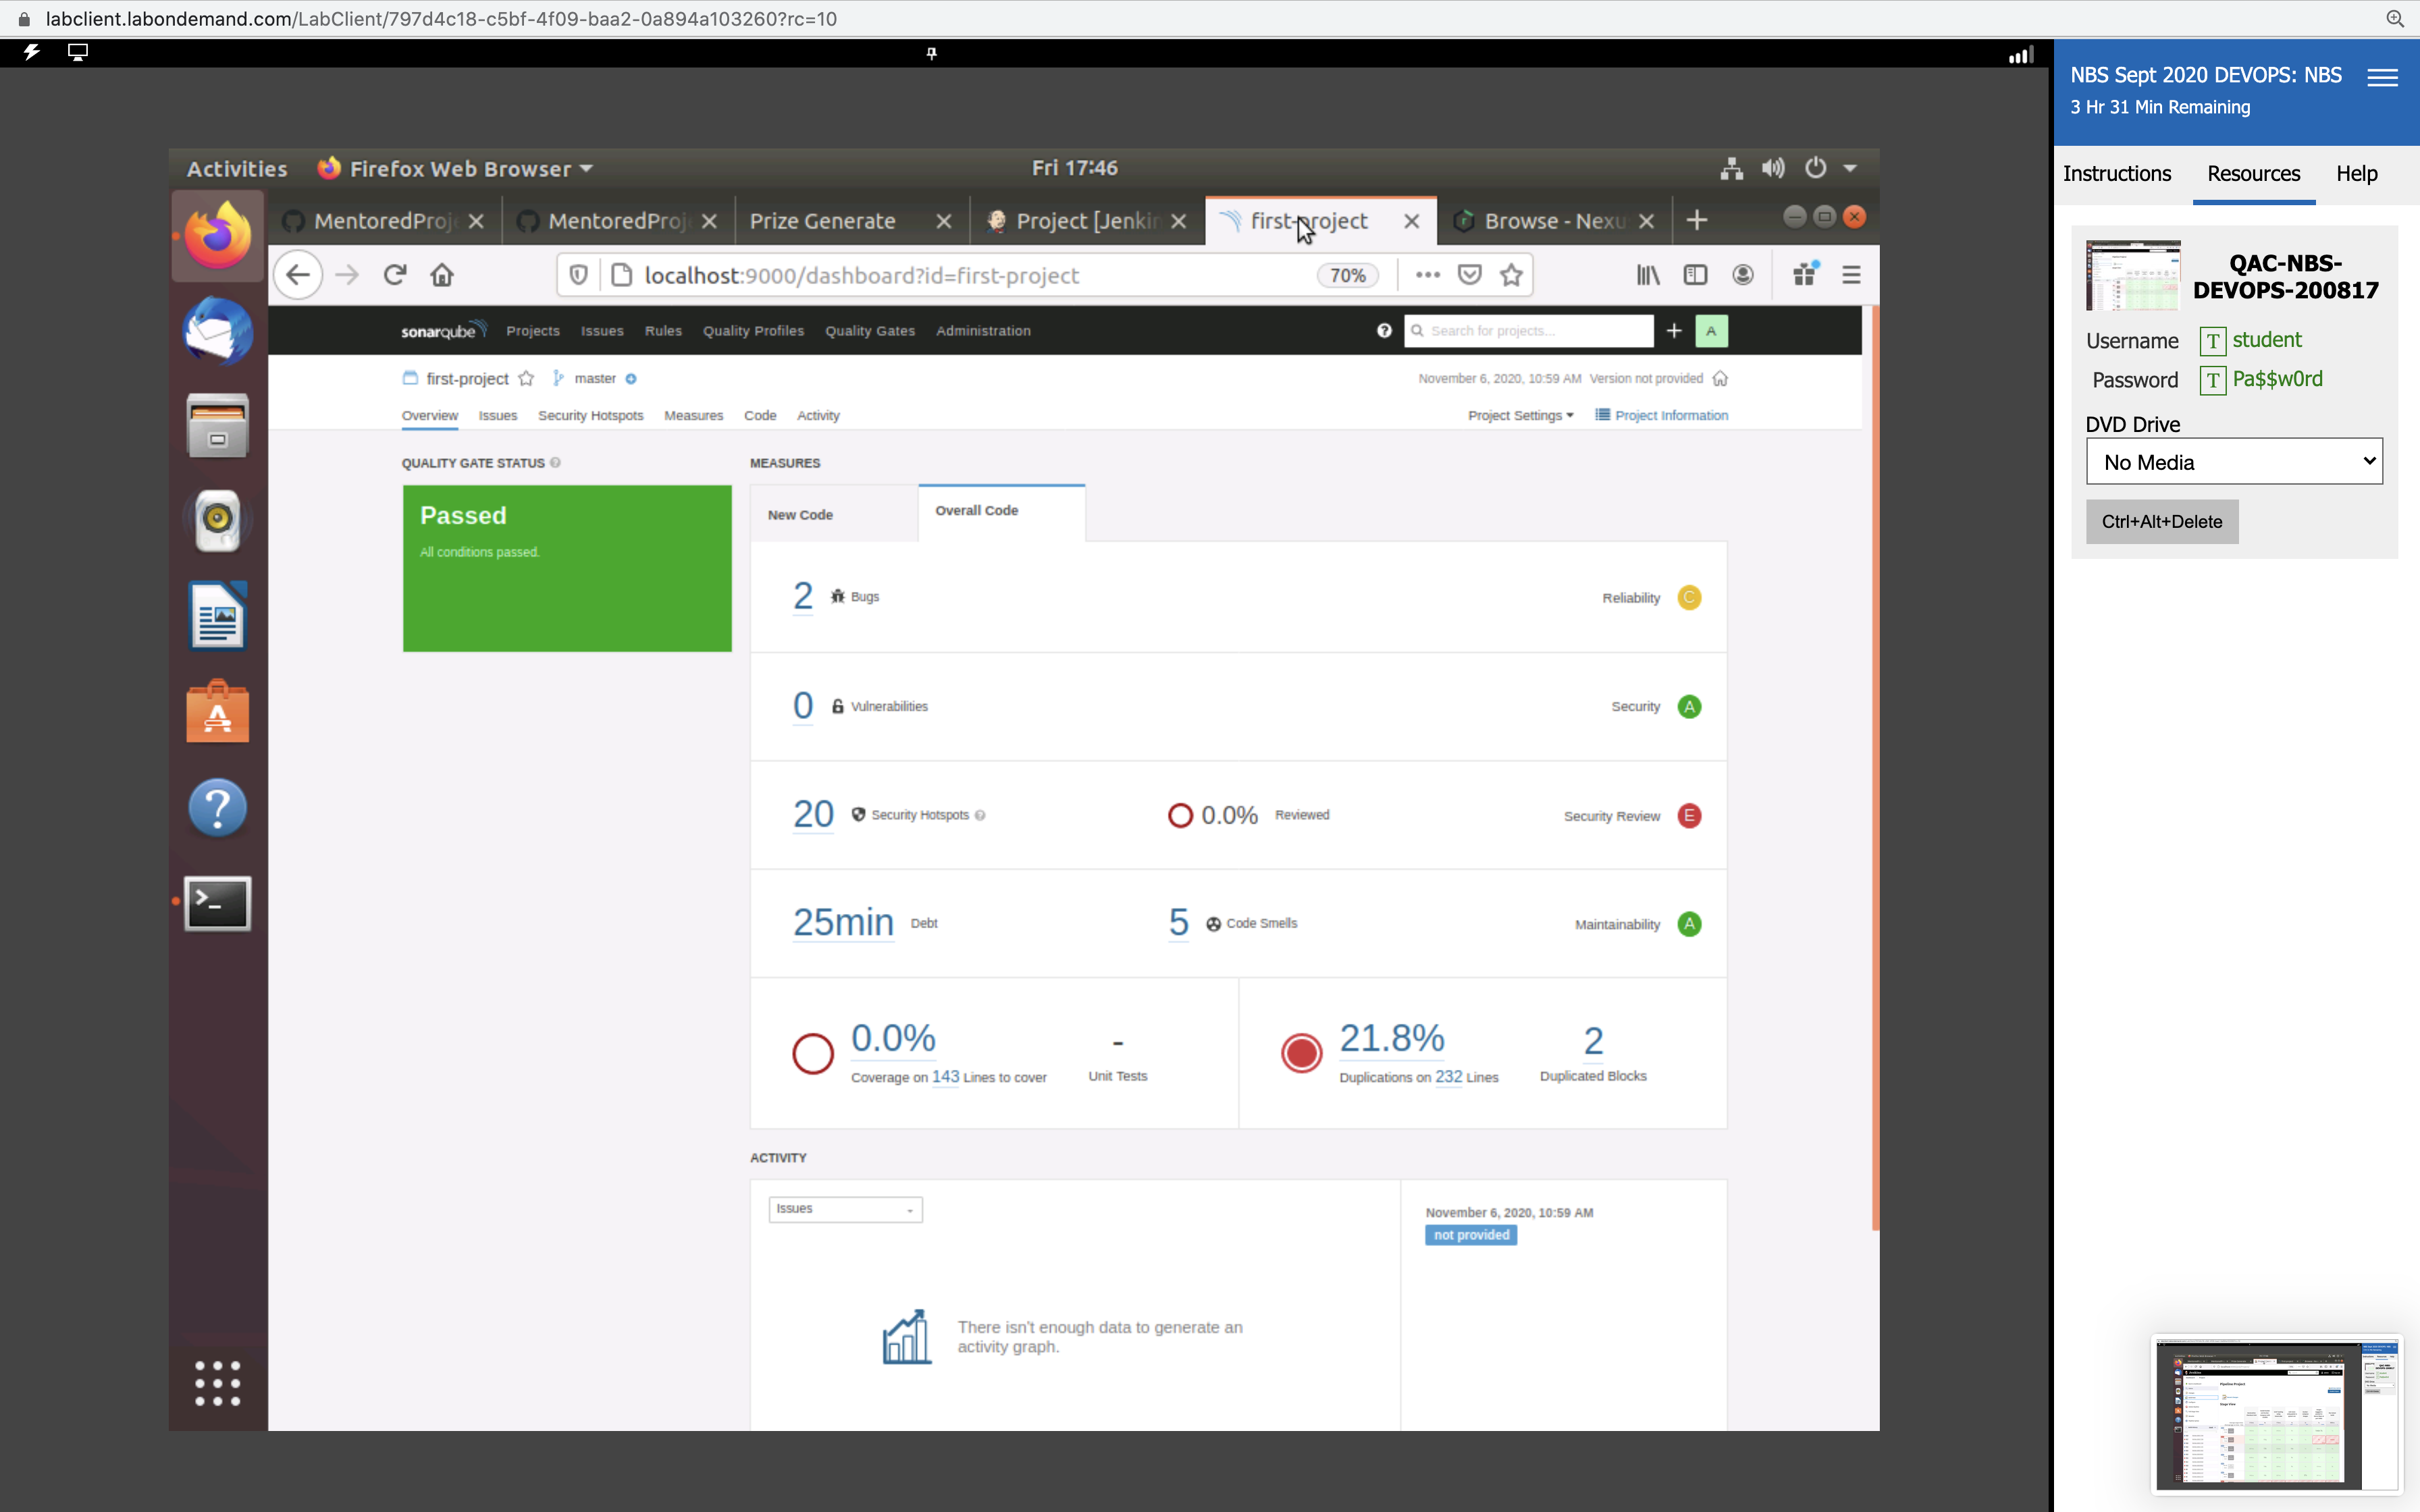 labclient.labondemand.com/LabClient/797d4c18-c5bf-4f09-baa2-0a894a103260?rc=10
NBS Sept 2020 DEVOPS: NBS
3 Hr 31 Min Remaining
Instructions Resources Help
QAC-NBS-
DEVOPS-200817
Username T student
Password T Pa$$w0rd
DVD Drive
No Media
Ctrl+Alt+Delete
Activities Firefox Web Browser Fri 17:46
MentoredProje MentoredProje Prize Generate Project [Jenkin first-project Browse - Nexu
localhost:9000/dashboard?id=first-project 70%
sonarqube Projects Issues Rules Quality Profiles Quality Gates Administration Search for projects... A
first-project master November 6, 2020, 10:59 AM Version not provided
Overview Issues Security Hotspots Measures Code Activity Project Settings Project Information
QUALITY GATE STATUS MEASURES
Passed
All conditions passed.
New Code Overall Code
2 Bugs Reliability C
0 Vulnerabilities Security A
20 Security Hotspots 0.0% Reviewed Security Review E
25min Debt 5 Code Smells Maintainability A
0.0% - 21.8% 2
Coverage on 143 Lines to cover Unit Tests Duplications on 232 Lines Duplicated Blocks
ACTIVITY
Issues
November 6, 2020, 10:59 AM
not provided
There isn't enough data to generate an
activity graph.